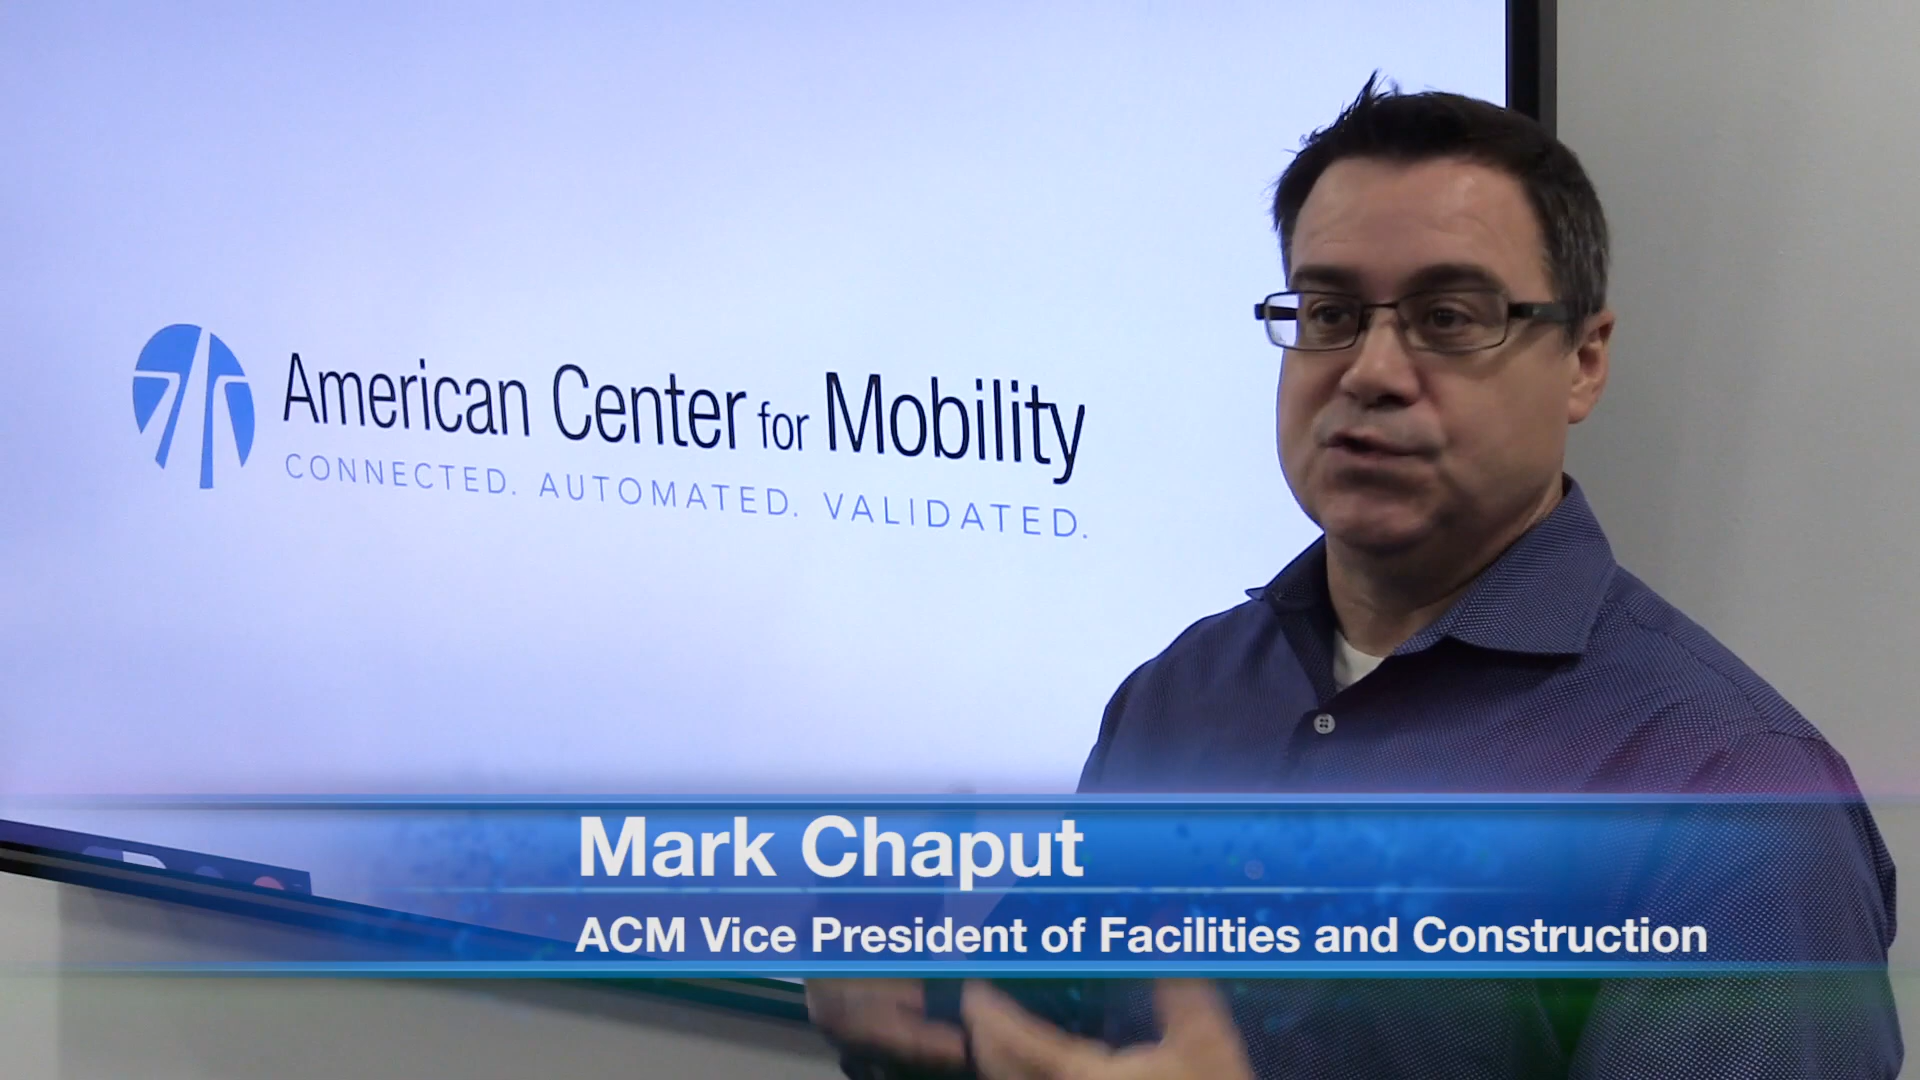 American Center for Mobility
CONNECTED. AUTOMATED. VALIDATED.
Mark Chaput
ACM Vice President of Facilities and Construction